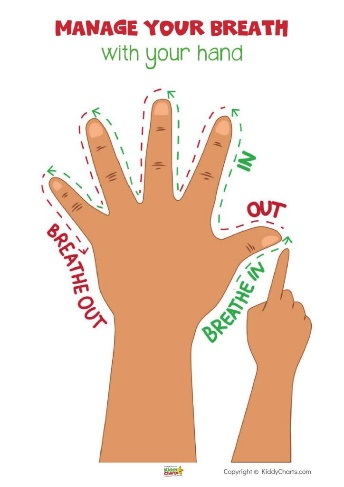 MANAGE YOUR BREATH
with your hand
IN
OUT
BREATHE IN
BREATHE OUT
Copyright © KiddyCharts.com